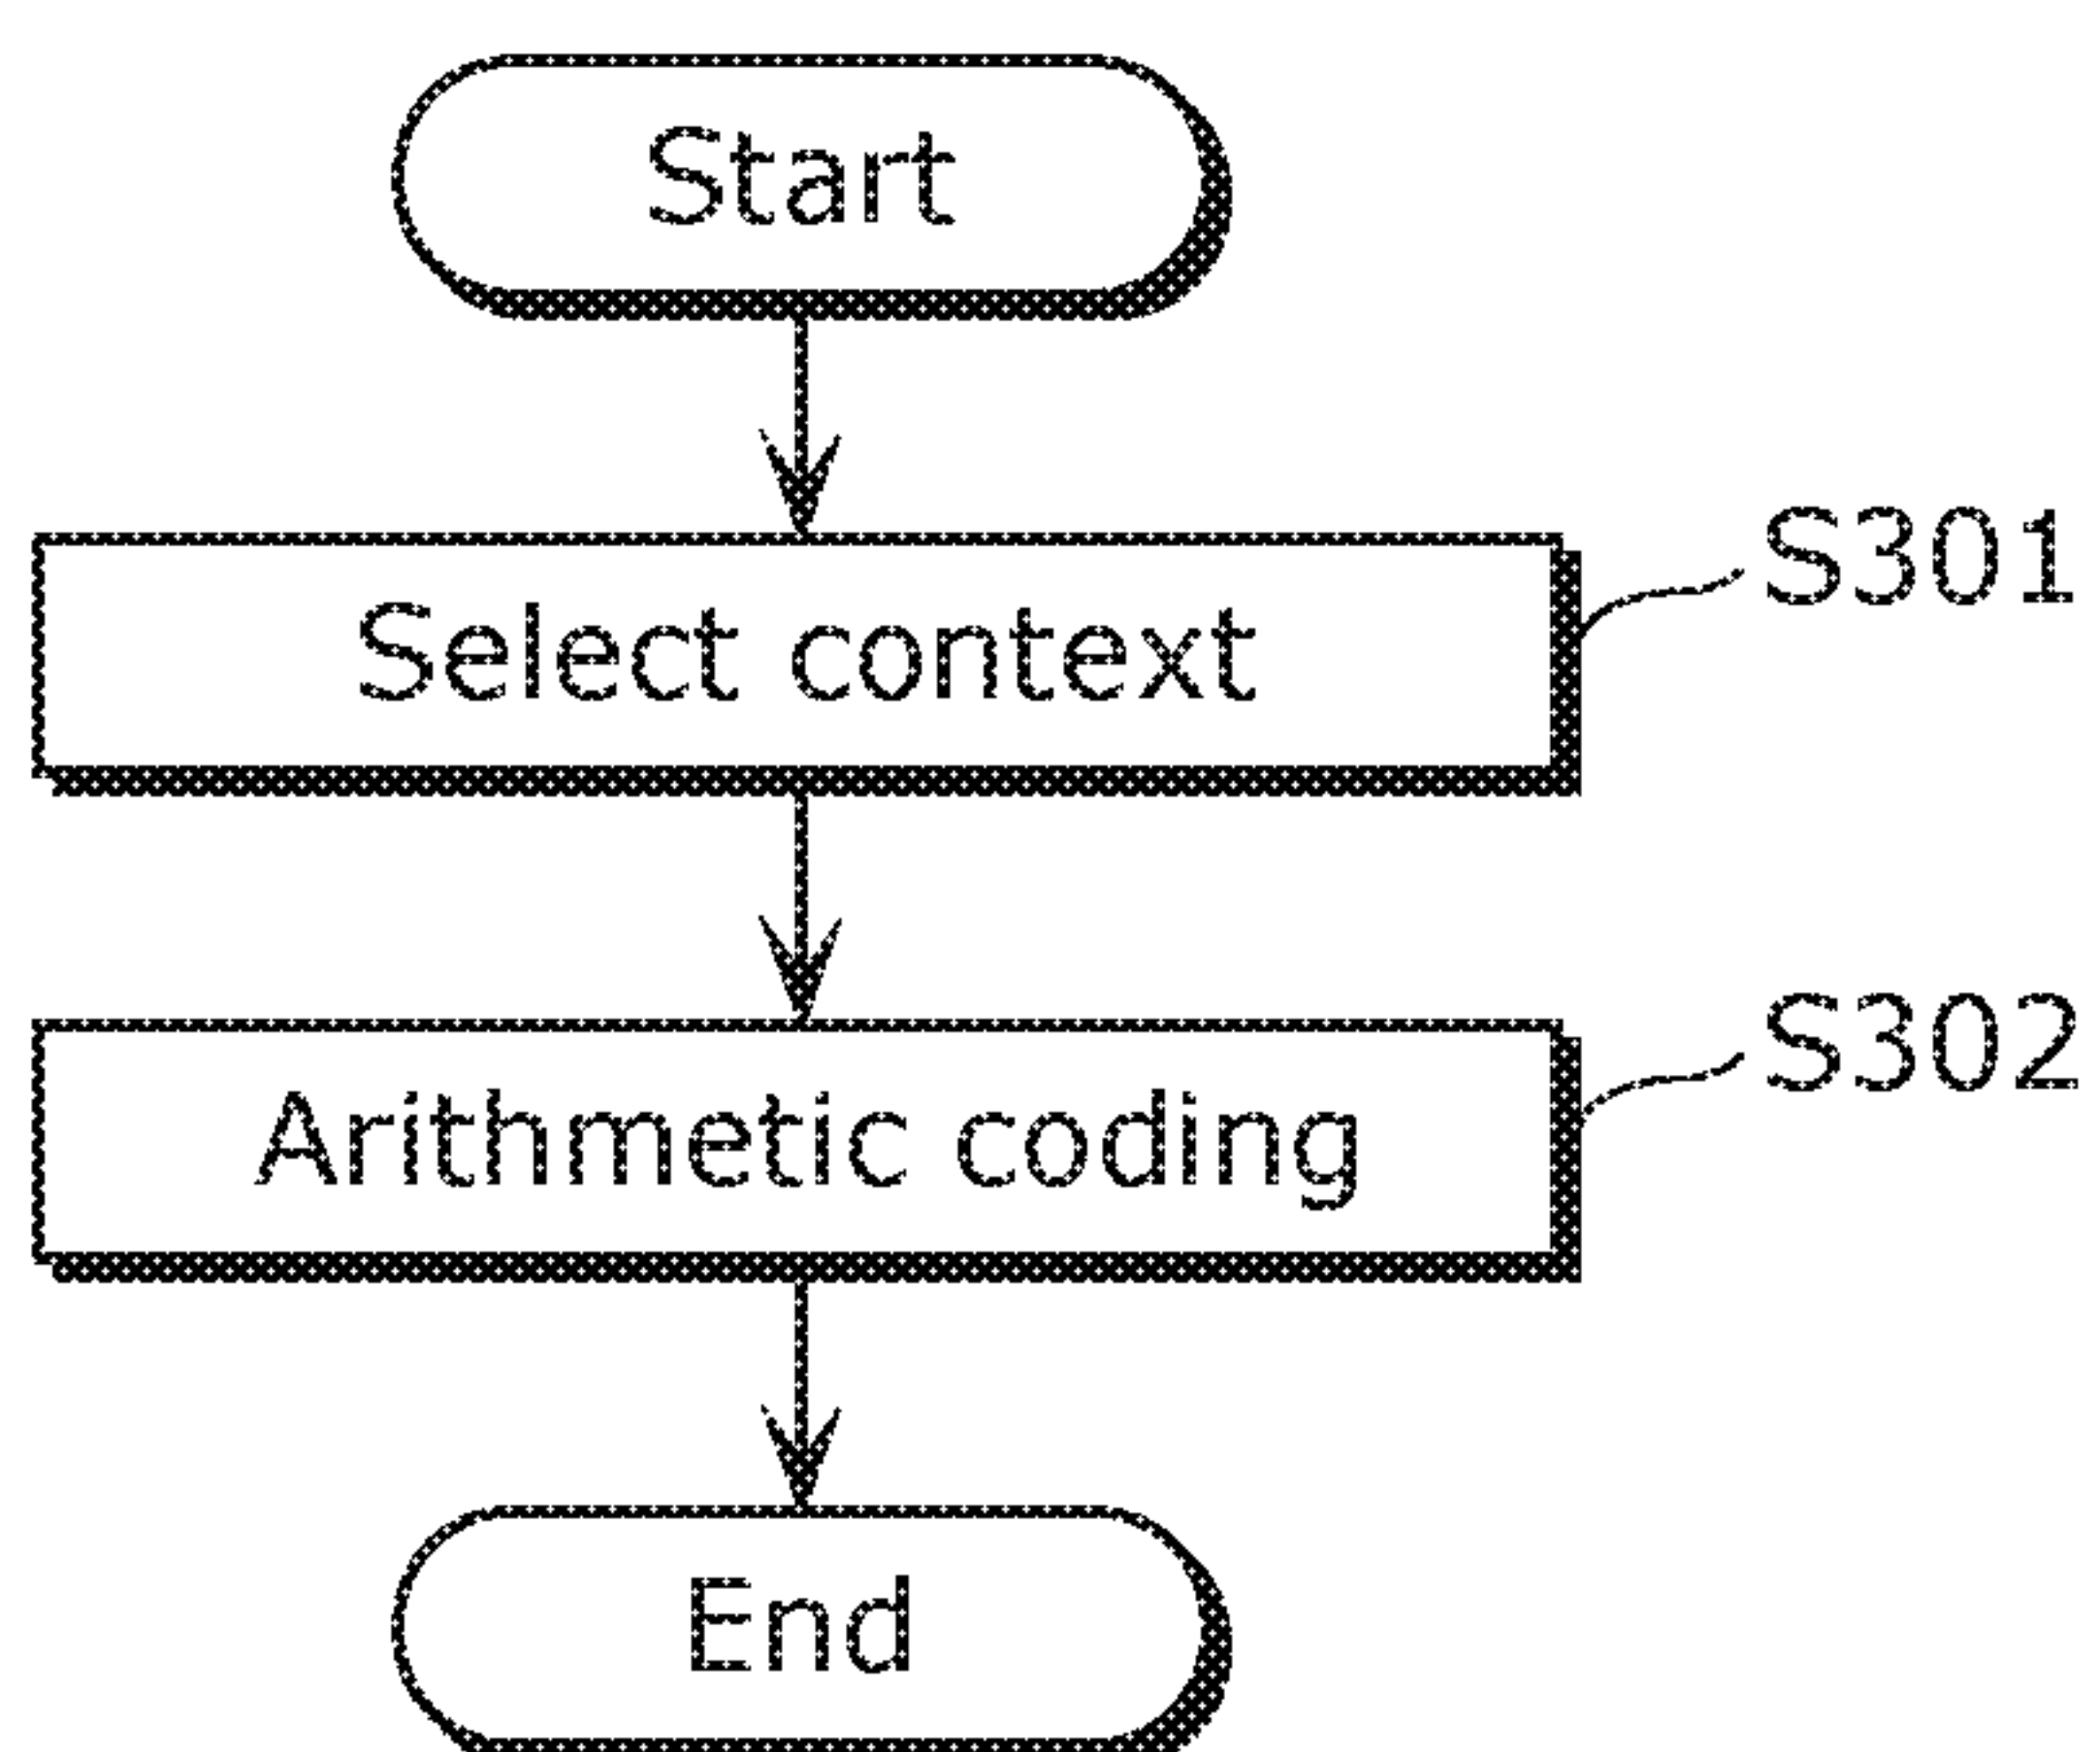 Start
Select context
S301
Arithmetic coding
S302
End